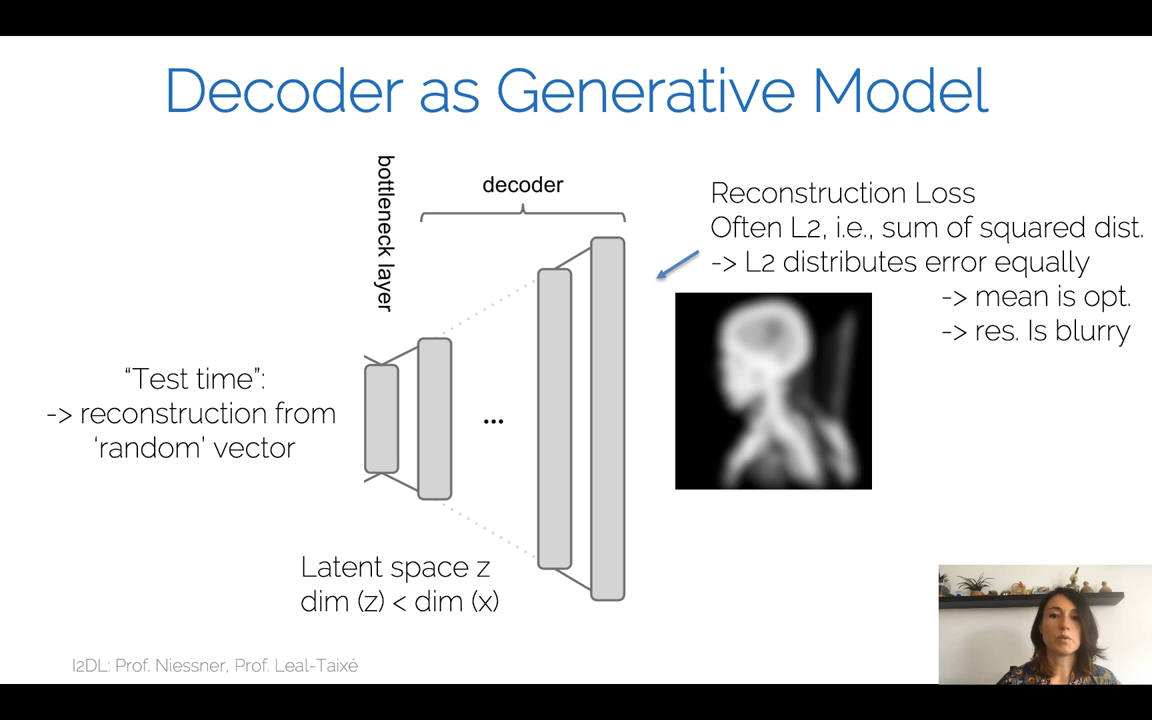 Decoder as Generative Model
bottleneck layer
decoder
Reconstruction Loss
Often L2, i.e., sum of squared dist.
-> L2 distributes error equally
-> mean is opt.
-> res. Is blurry
“Test time”:
-> reconstruction from
‘random’ vector
...
Latent space z
dim (z) < dim (x)
I2DL: Prof. Niessner, Prof. Leal-Taixé